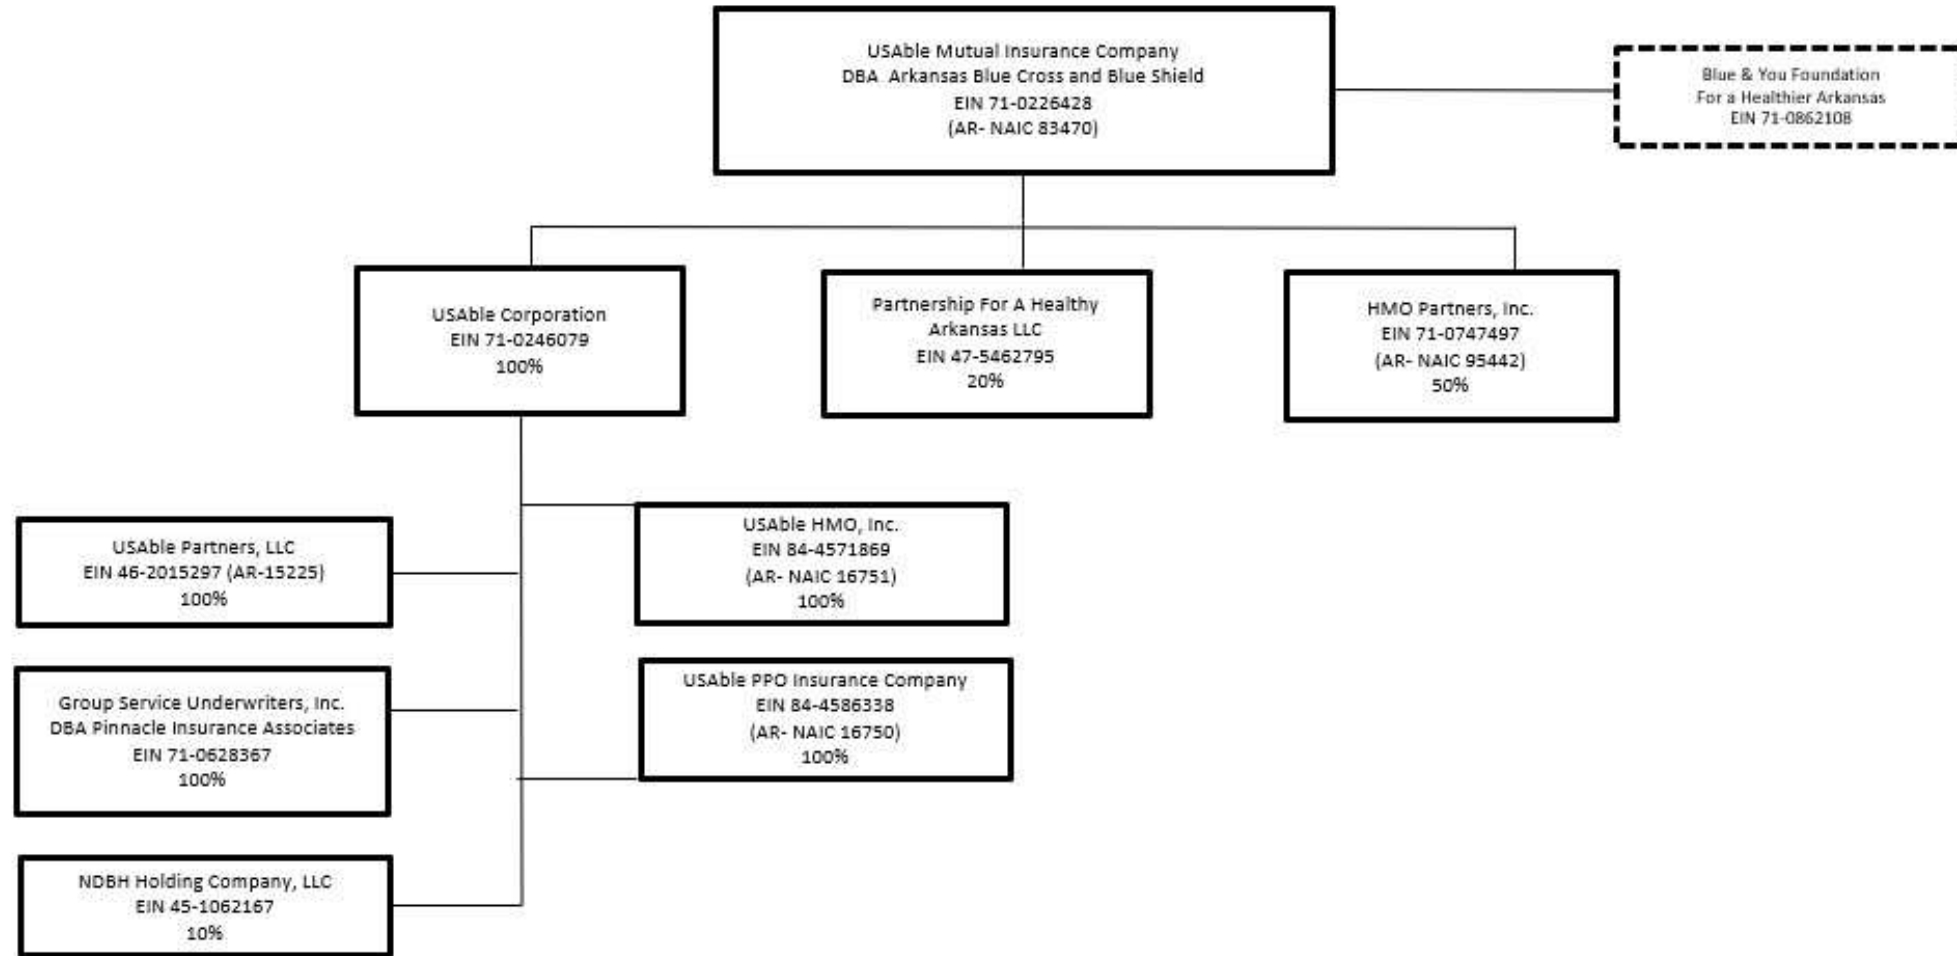 USAble Mutual Insurance Company
DBA Arkansas Blue Cross and Blue Shield
EIN 71-0226428
(AR- NAIC 83470)
Blue & You Foundation
For a Healthier Arkansas
EIN 71-0862108
USAble Corporation
EIN 71-0246079
100%
Partnership For A Healthy
Arkansas LLC
EIN 47-5462795
20%
HMO Partners, Inc.
EIN 71-0747497
(AR- NAIC 95442)
50%
USAble Partners, LLC
EIN 46-2015297 (AR-15225)
100%
USAble HMO, Inc.
EIN 84-4571869
(AR- NAIC 16751)
100%
Group Service Underwriters, Inc.
DBA Pinnacle Insurance Associates
EIN 71-0628367
100%
USAble PPO Insurance Company
EIN 84-4586338
(AR- NAIC 16750)
100%
NDBH Holding Company, LLC
EIN 45-1062167
10%